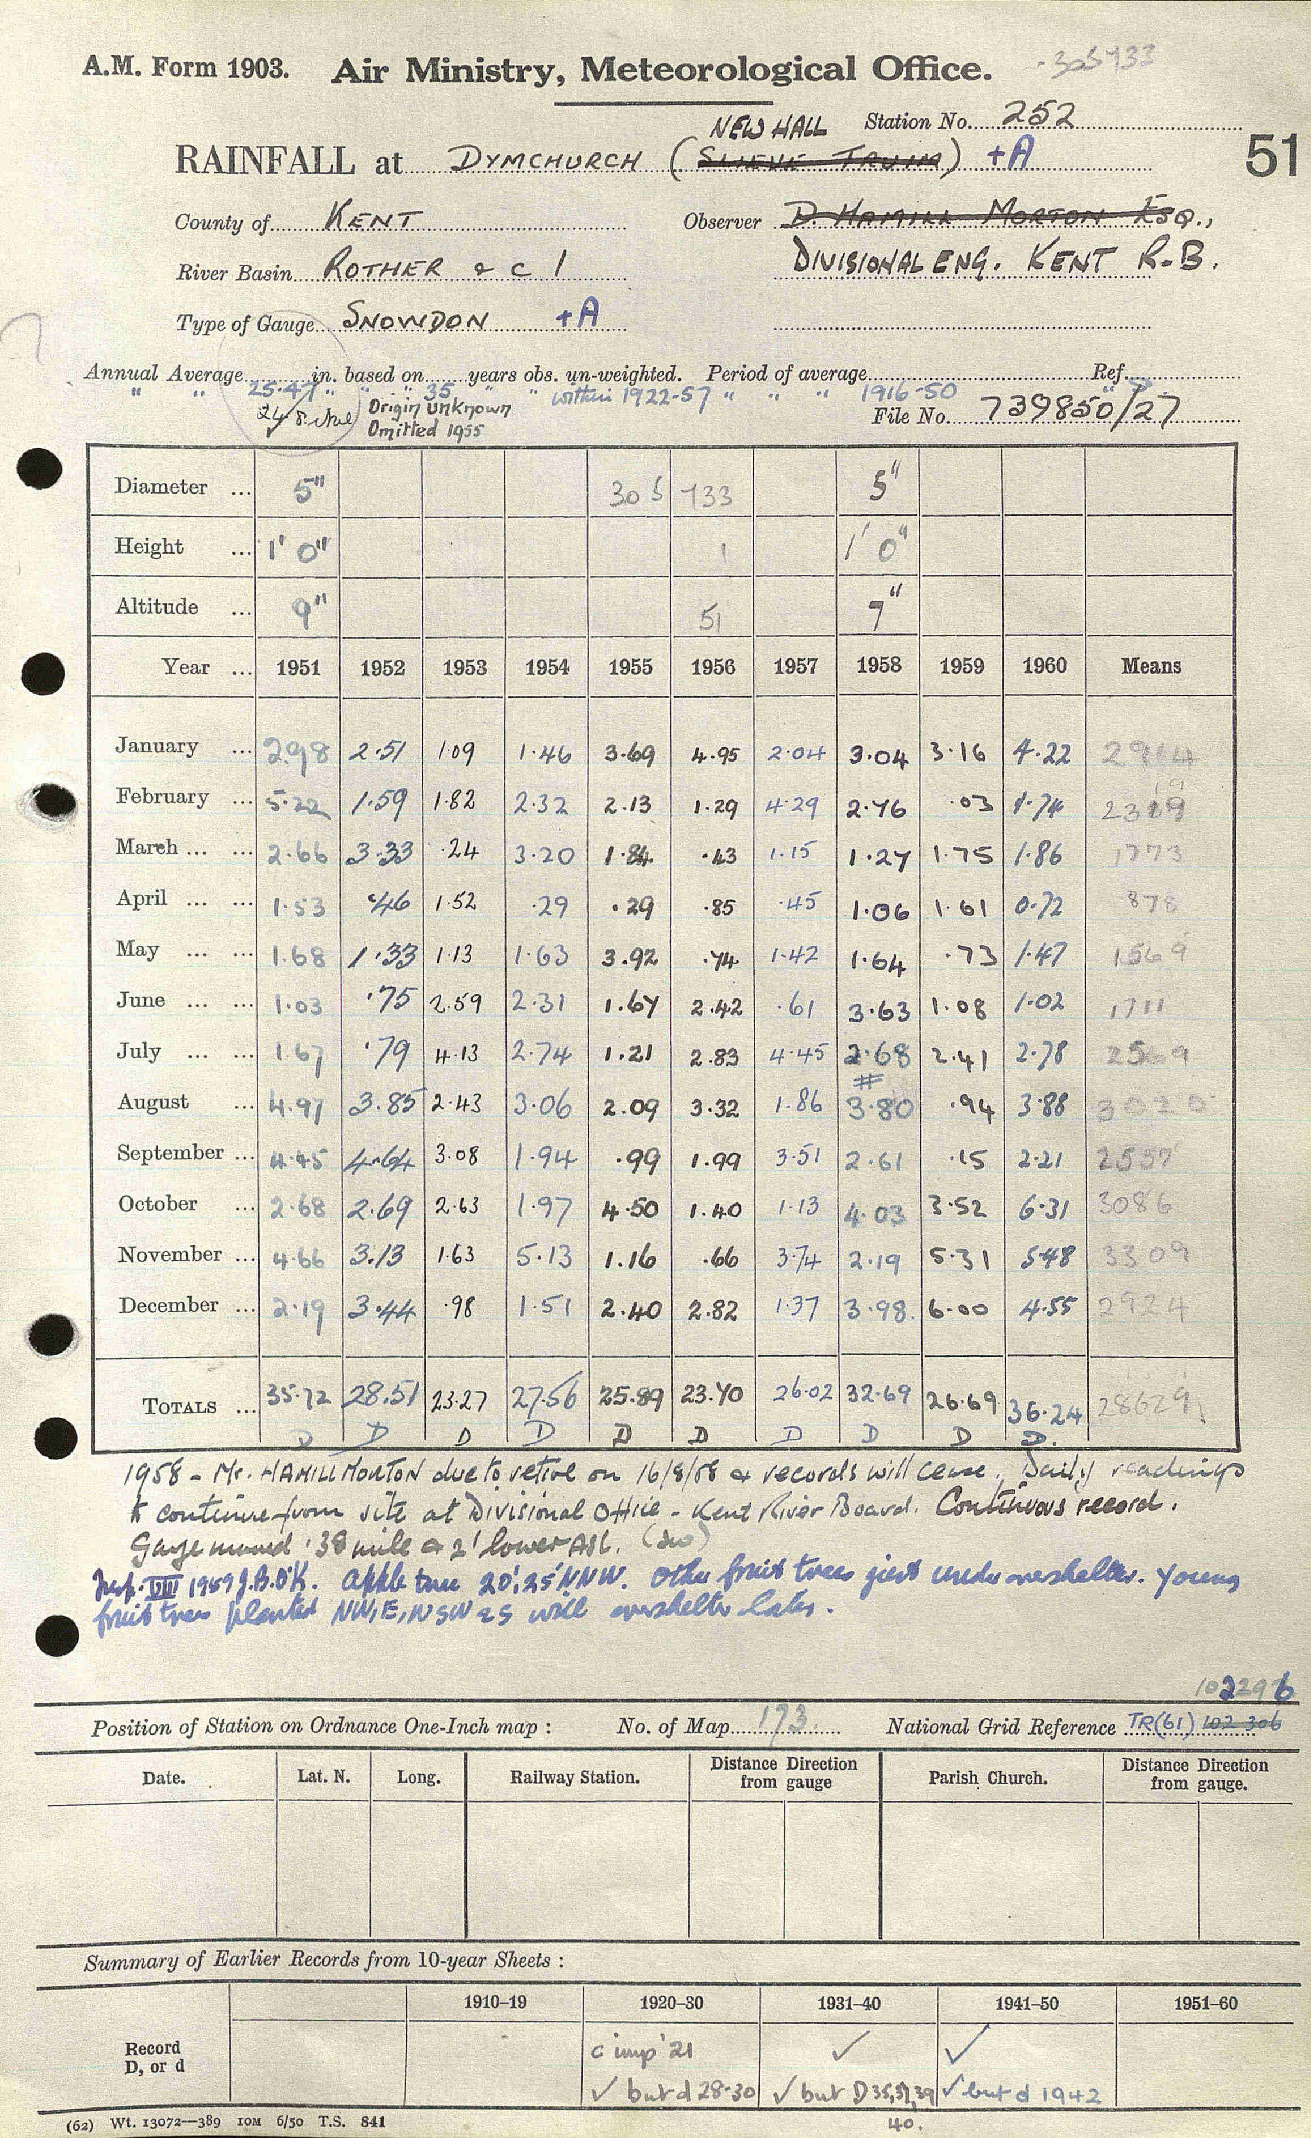 A.M. Form 1903. Air Ministry, Meteorological Office. 305733
NEW HALL Station No. 252
RAINFALL at DYMCHURCH (SLIEVE TRUIM) +A 51
County of KENT Observer D. HAMILL MORTON ESQ.,
River Basin ROTHER & C 1 DIVISIONAL ENG. KENT R.B.
Type of Gauge SNOWDON +A
Annual Average in. based on years obs. un-weighted. Period of average Ref.
" " 25.47 " " 35 " " within 1922-57 " " " 1916-50
Origin Unknown File No. 739850/27
Omitted 1955
Diameter ... 5" 305 733 5"
Height ... 1' 0" 1 1' 0"
Altitude ... 9" 51 7"
Year ... 1951 1952 1953 1954 1955 1956 1957 1958 1959 1960 Means
January ... 2.98 2.51 1.09 1.46 3.69 4.95 2.04 3.04 3.16 4.22
February ... 5.22 1.59 1.82 2.32 2.13 1.29 4.29 2.76 .03 1.74
March ... ... 2.66 3.33 .24 3.20 1.84 .43 1.15 1.27 1.75 1.86 1773
April ... ... 1.53 .46 1.52 .29 .29 .85 .45 1.06 1.61 0.72 878
May ... ... 1.68 1.33 1.13 1.63 3.92 .74 1.42 1.64 .73 1.47 1569
June ... ... 1.03 .75 2.59 2.31 1.67 2.42 .61 3.63 1.08 1.02 1711
July ... ... 1.67 .79 4.13 2.74 1.21 2.83 4.45 2.68 2.41 2.78 2569
#
August ... 4.97 3.85 2.43 3.06 2.09 3.32 1.86 3.80 .94 3.88 3020
September ... 4.45 4.64 3.08 1.94 .99 1.99 3.51 2.61 .15 2.21 2557
October ... 2.68 2.69 2.63 1.97 4.50 1.40 1.13 4.03 3.52 6.31 3086
November ... 4.66 3.13 1.63 5.13 1.16 .66 3.74 2.19 5.31 5.48 3309
December ... 2.19 3.44 .98 1.51 2.40 2.82 1.37 3.98 6.00 4.55 2924
TOTALS ... 35.72 28.51 23.27 27.56 25.89 23.70 26.02 32.69 26.69 36.24 28629
D D D D D D D D D D.
1958 - Mr. HAMILL MORTON due to retire on 16/8/58 & records will cease. Daily readings
to continue from site at Divisional Office - Kent River Board. Continuous record.
Gauge moved .38 mile & 2' lower ASL.
Insp. VIII 1959 J.B. O'K. Apple tree 20', 25' NNW. Other fruit trees give under overshelter. Young
fruit trees planted NW, E, WSW 25 will overshelter later.
102296
Position of Station on Ordnance One-Inch map : No. of Map 173. National Grid Reference TR(61) 102 306
Date. Lat. N. Long. Railway Station. Distance Direction from gauge Parish Church. Distance Direction from gauge.
Summary of Earlier Records from 10-year Sheets :
1910–19 1920–30 1931–40 1941–50 1951–60
Record D, or d c imp '21 ✓ ✓
✓ but d 28-30 ✓ but D 35, 37, 39 ✓ but d 1942
40.
(62) Wt. 13072—389 10M 6/50 T.S. 841